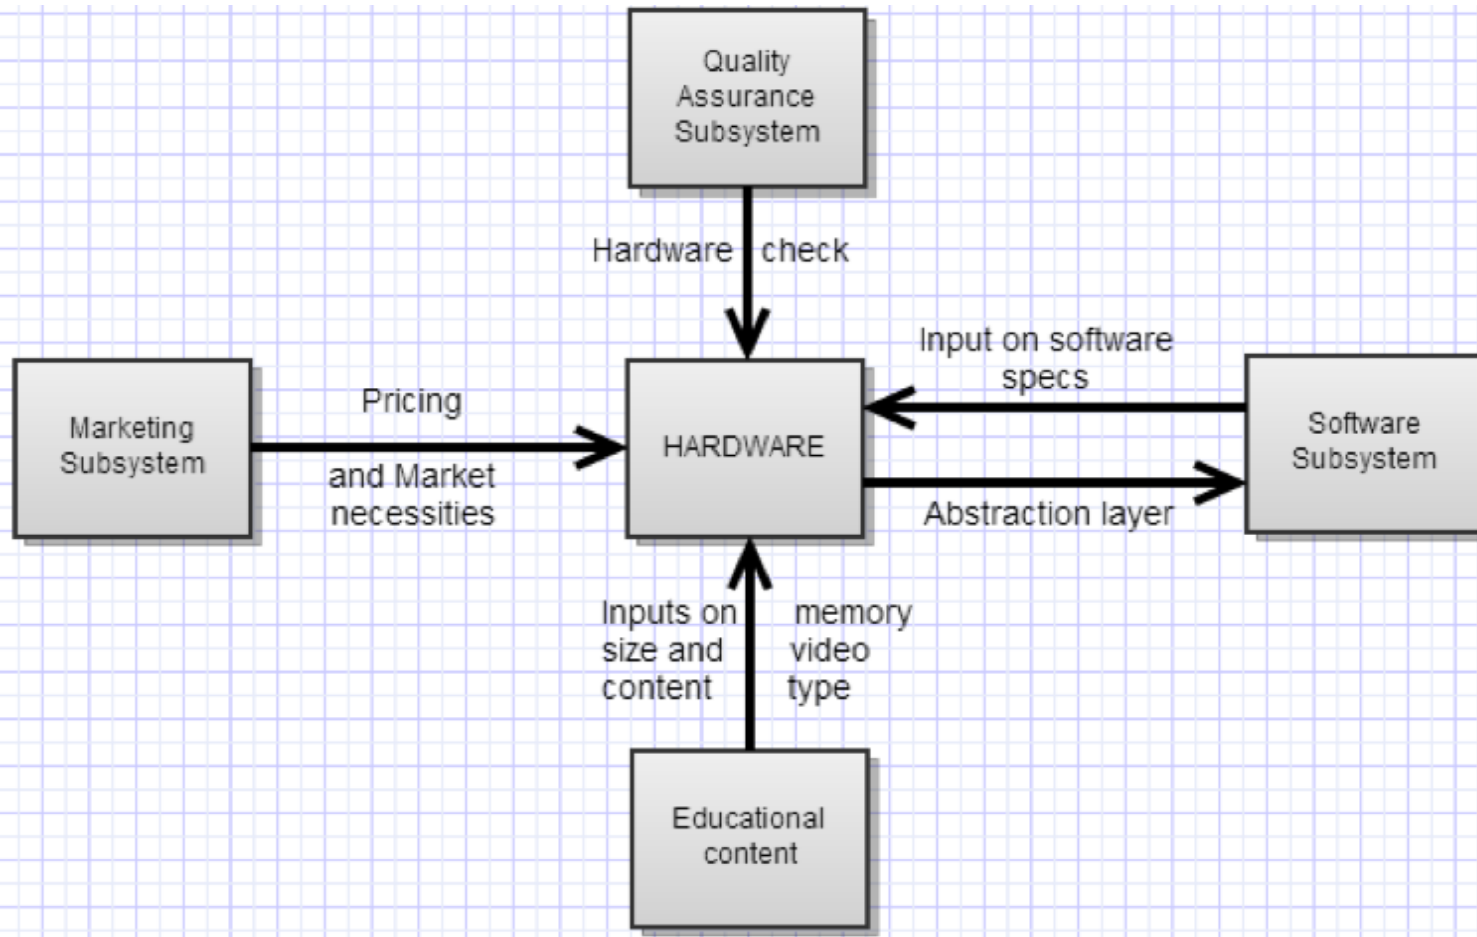 Quality
Assurance
Subsystem
Hardware check
Input on software
specs
Pricing
Marketing
Subsystem
HARDWARE
Software
Subsystem
and Market
necessities
Abstraction layer
Inputs on memory
size and video
content type
Educational
content